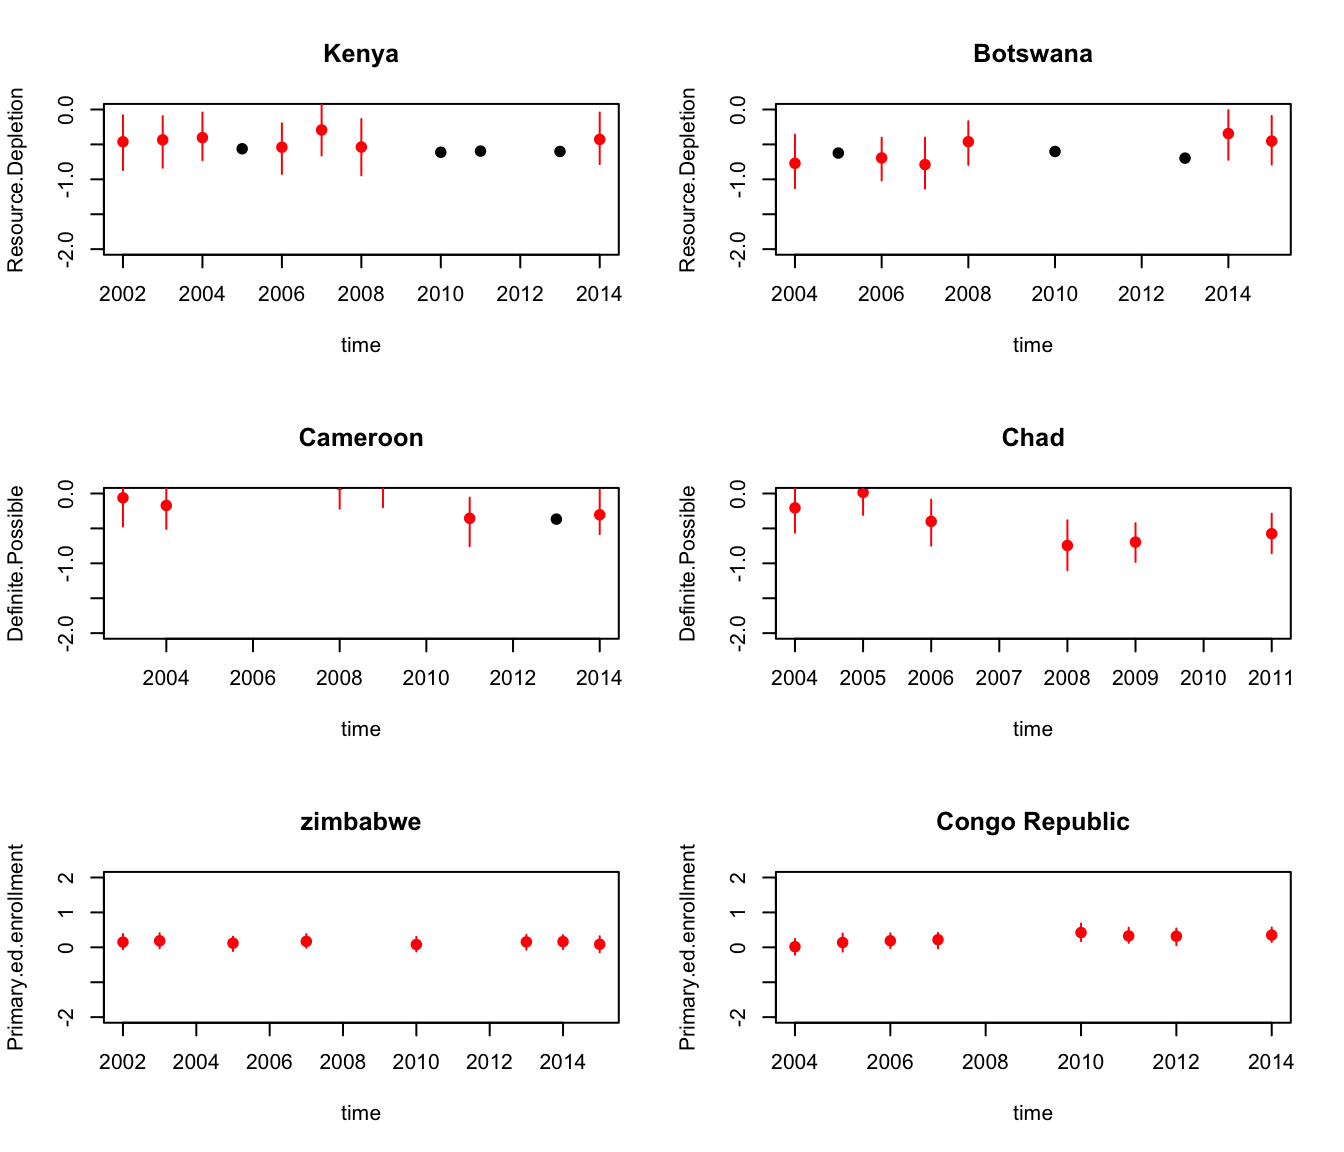 Kenya
Resource.Depletion
0.0
-1.0
-2.0
2002 2004 2006 2008 2010 2012 2014
time
Botswana
Resource.Depletion
0.0
-1.0
-2.0
2004 2006 2008 2010 2012 2014
time
Cameroon
Definite.Possible
0.0
-1.0
-2.0
2004 2006 2008 2010 2012 2014
time
Chad
Definite.Possible
0.0
-1.0
-2.0
2004 2005 2006 2007 2008 2009 2010 2011
time
zimbabwe
Primary.ed.enrollment
2
1
0
-2
2002 2004 2006 2008 2010 2012 2014
time
Congo Republic
Primary.ed.enrollment
2
1
0
-2
2004 2006 2008 2010 2012 2014
time